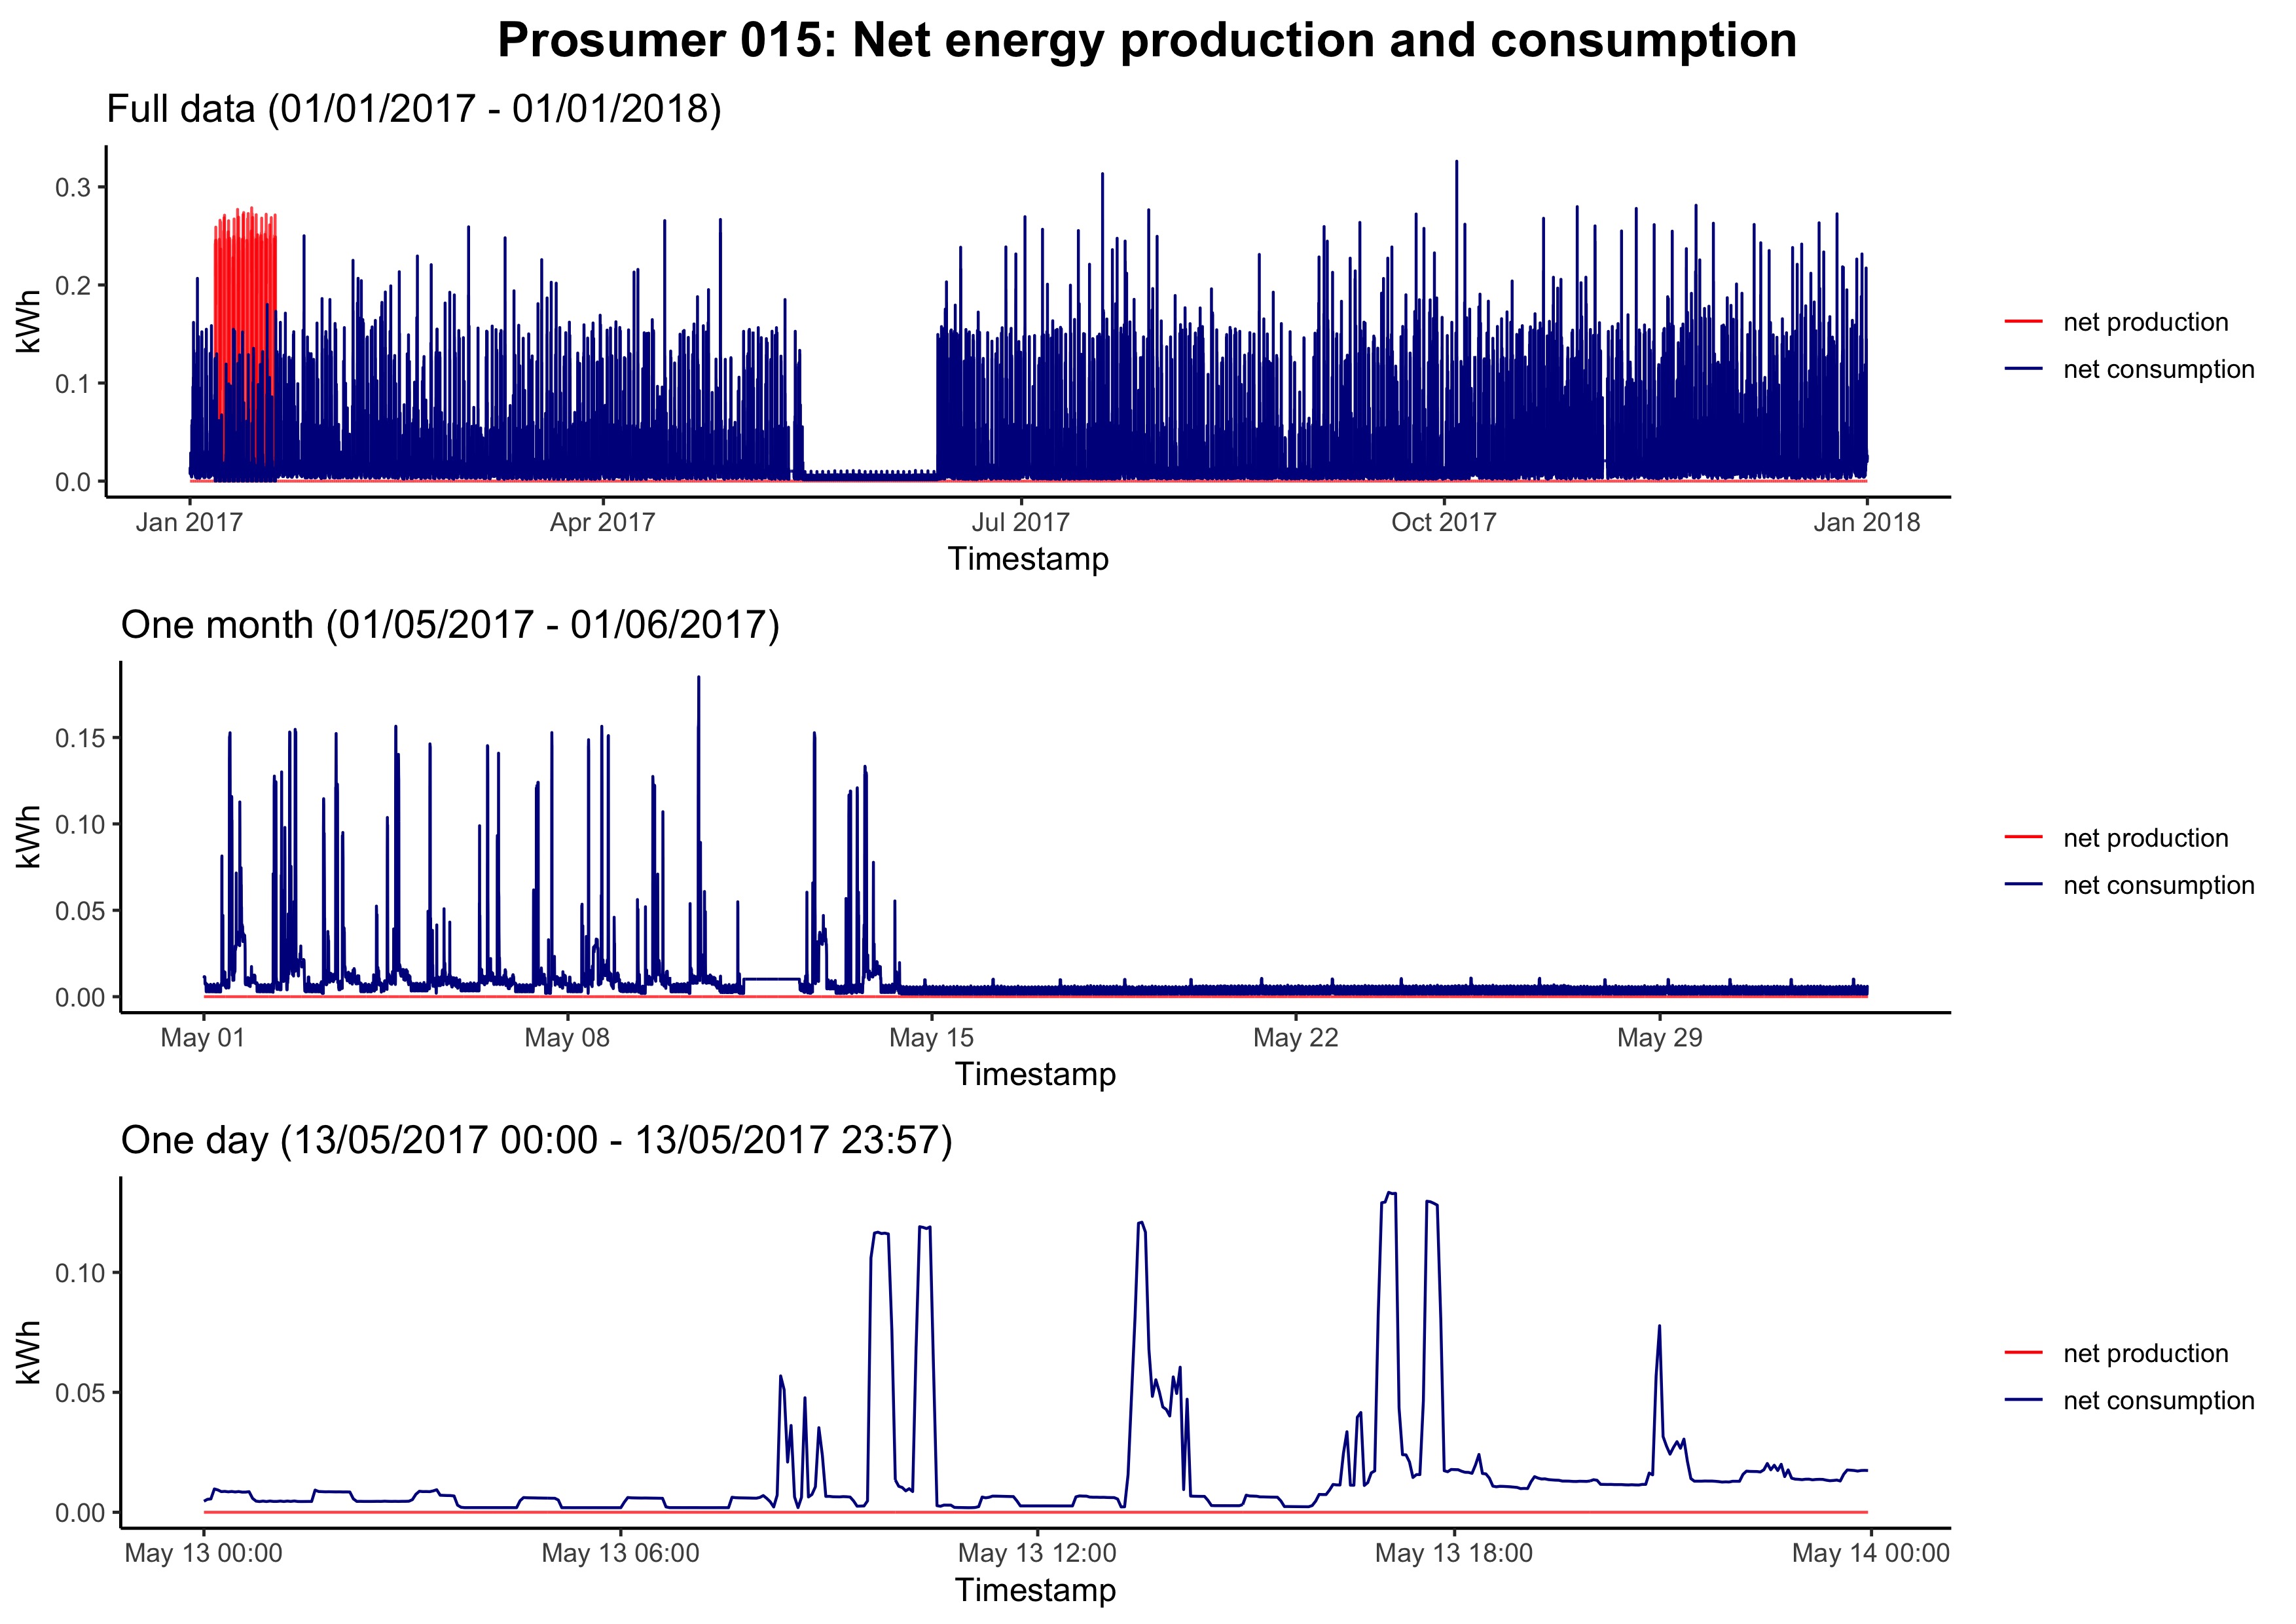 Prosumer 015: Net energy production and consumption
Full data (01/01/2017 - 01/01/2018)
kWh
0.3
0.2
0.1
0.0
Jan 2017 Apr 2017 Jul 2017 Oct 2017 Jan 2018
Timestamp
net production
net consumption
One month (01/05/2017 - 01/06/2017)
kWh
0.15
0.10
0.05
0.00
May 01 May 08 May 15 May 22 May 29
Timestamp
net production
net consumption
One day (13/05/2017 00:00 - 13/05/2017 23:57)
kWh
0.10
0.05
0.00
May 13 00:00 May 13 06:00 May 13 12:00 May 13 18:00 May 14 00:00
Timestamp
net production
net consumption